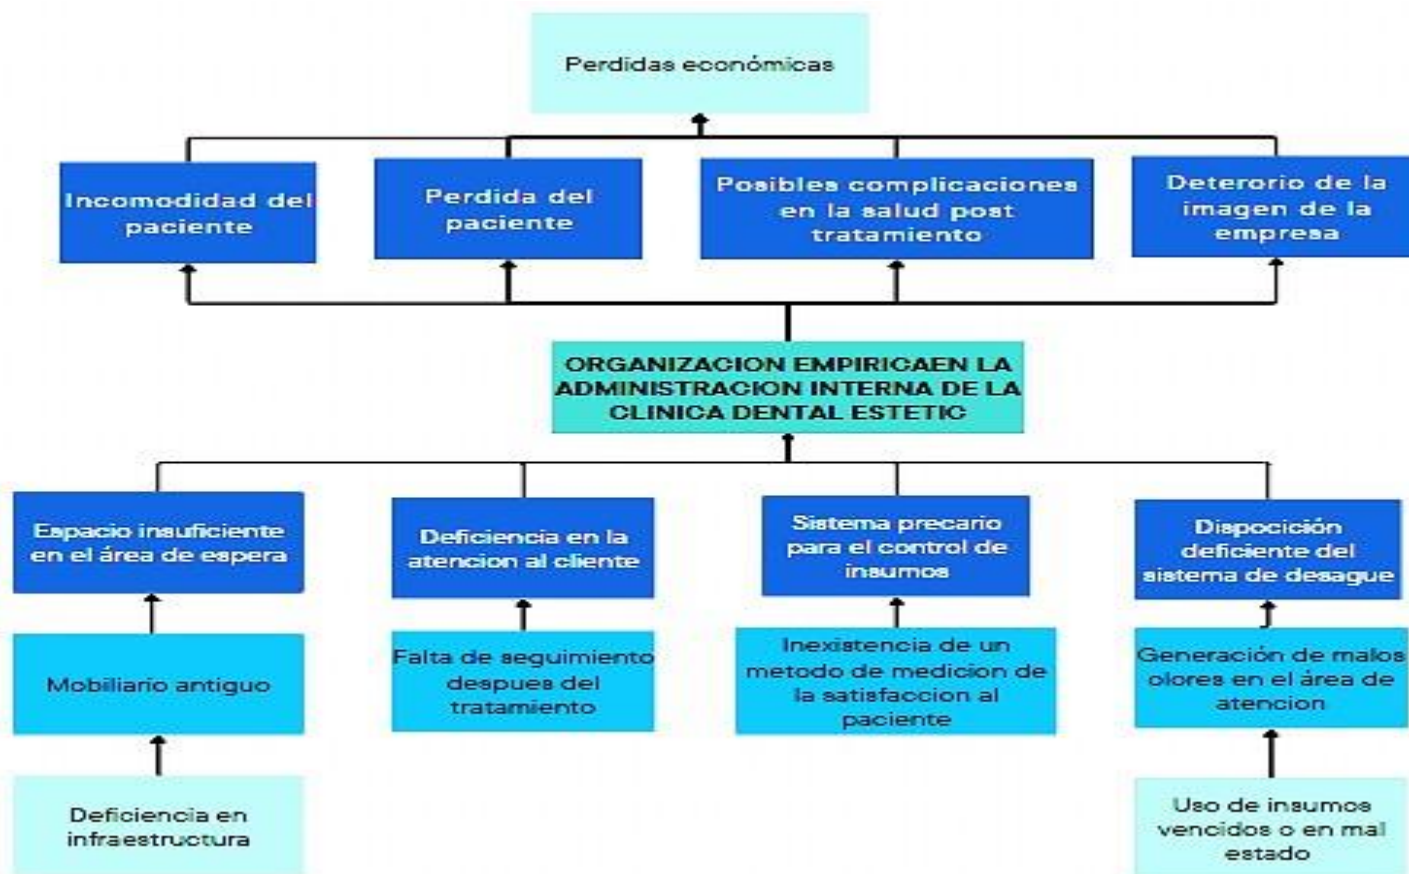 Perdidas económicas
Incomodidad del
paciente
Perdida del
paciente
Posibles complicaciones
en la salud post
tratamiento
Deterorio de la
imagen de la
empresa
ORGANIZACION EMPIRICAEN LA
ADMINISTRACION INTERNA DE LA
CLINICA DENTAL ESTETIC
Espacio insuficiente
en el área de espera
Deficiencia en la
atencion al cliente
Sistema precario
para el control de
insumos
Dispocición
deficiente del
sistema de desague
Mobiliario antiguo
Falta de seguimiento
despues del
tratamiento
Inexistencia de un
metodo de medicion de
la satisfaccion al
paciente
Generación de malos
olores en el área de
atencion
Deficiencia en
infraestructura
Uso de insumos
vencidos o en mal
estado